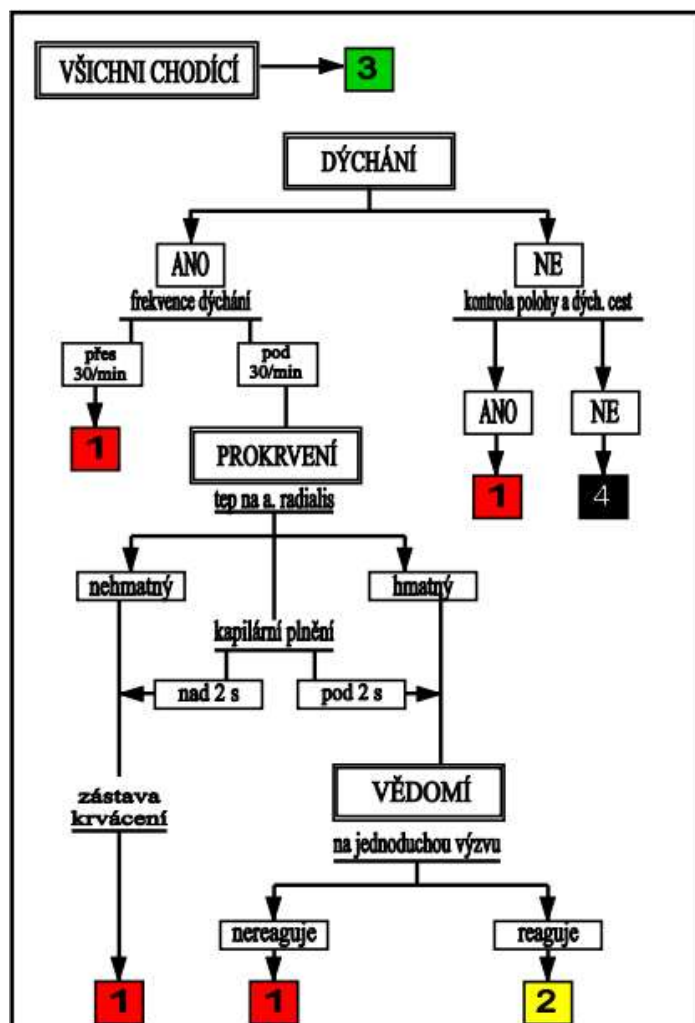 VŠICHNI CHODÍCÍ
3
DÝCHÁNÍ
ANO
NE
frekvence dýchání
kontrola polohy a dých. cest
přes
30/min
pod
30/min
ANO
NE
1
PROKRVENÍ
1
4
tep na a. radialis
nehmatný
hmatný
kapilární plnění
nad 2 s
pod 2 s
zástava
krvácení
VĚDOMÍ
na jednoduchou výzvu
nereaguje
reaguje
1
1
2